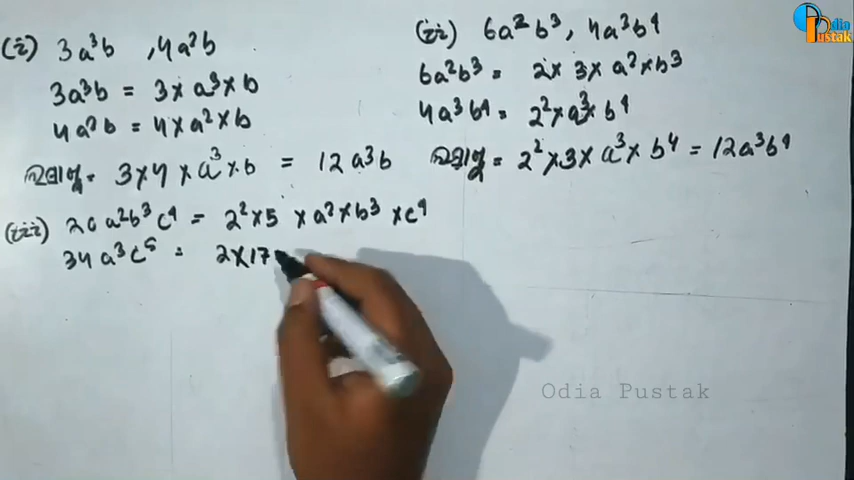 (i) 3a³b , 4a²b
3a³b = 3 × a³ × b
4a²b = 4 × a² × b
= 3 × 4 × a³ × b = 12a³b
(ii) 6a²b³, 4a³b⁴
6a²b³ = 2 × 3 × a² × b³
4a³b⁴ = 2² × a³ × b⁴
= 2² × 3 × a³ × b⁴ = 12a³b⁴
(iii) 20a²b³c⁴ = 2² × 5 × a² × b³ × c⁴
34a³c⁵ = 2 × 17
Odia Pustak
Odia Pustak